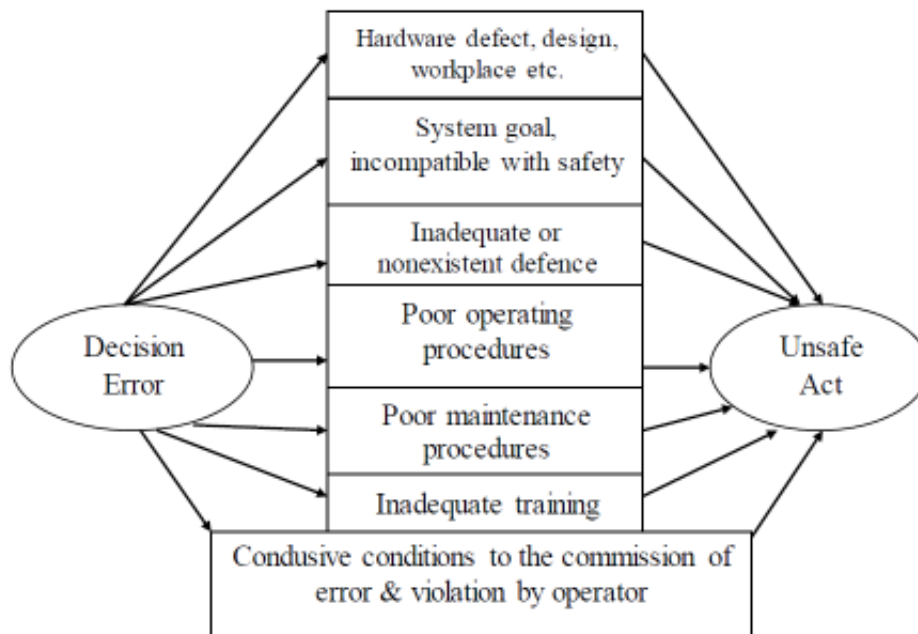 Hardware defect, design,
workplace etc.
System goal,
incompatible with safety
Inadequate or
nonexistent defence
Decision
Error
Poor operating
procedures
Unsafe
Act
Poor maintenance
procedures
Inadequate training
Condusive conditions to the commission of
error & violation by operator